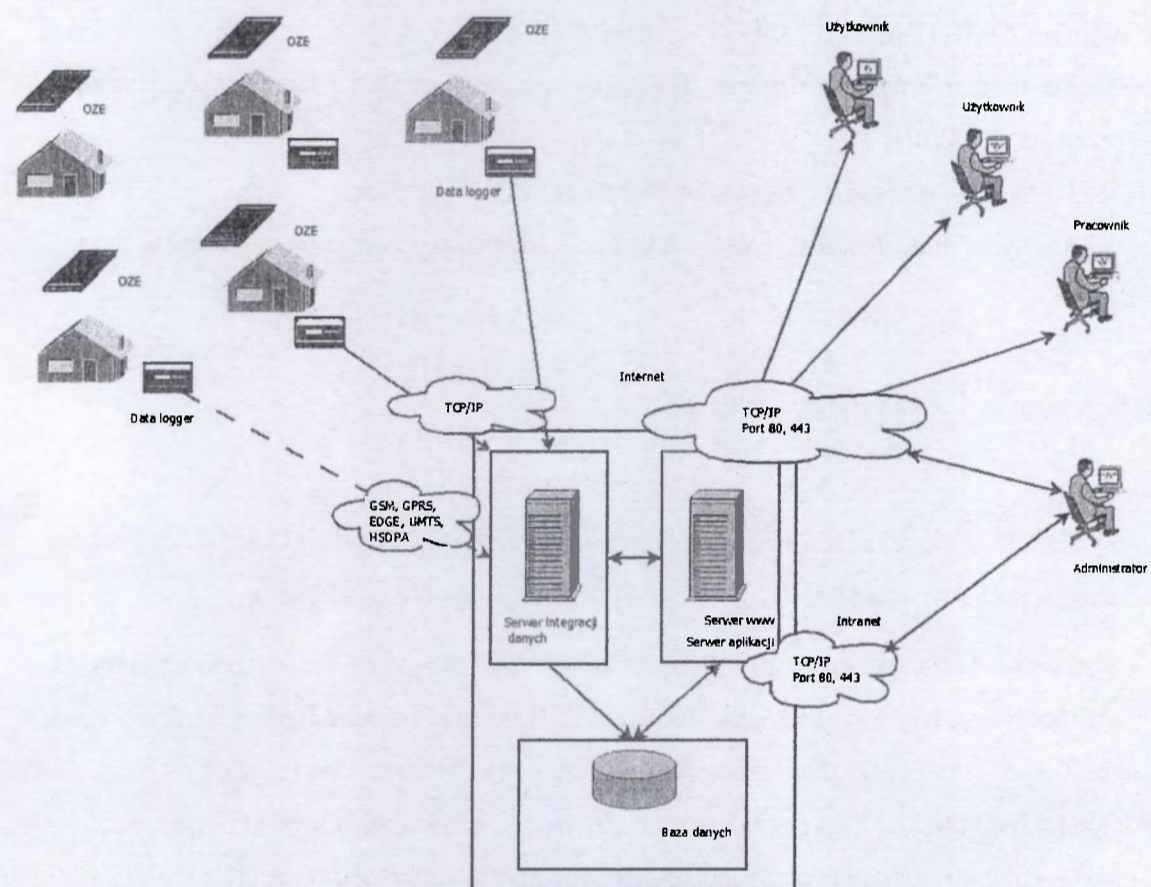 OZE
OZE
OZE
OZE
OZE
Data logger
Data logger
Użytkownik
Użytkownik
Pracownik
Administrator
Internet
TCP/IP
TCP/IP
Port 80, 443
GSM, GPRS,
EDGE, UMTS,
HSDPA
Serwer integracji
danych
Serwer www
Serwer aplikacji
Intranet
TCP/IP
Port 80, 443
Baza danych